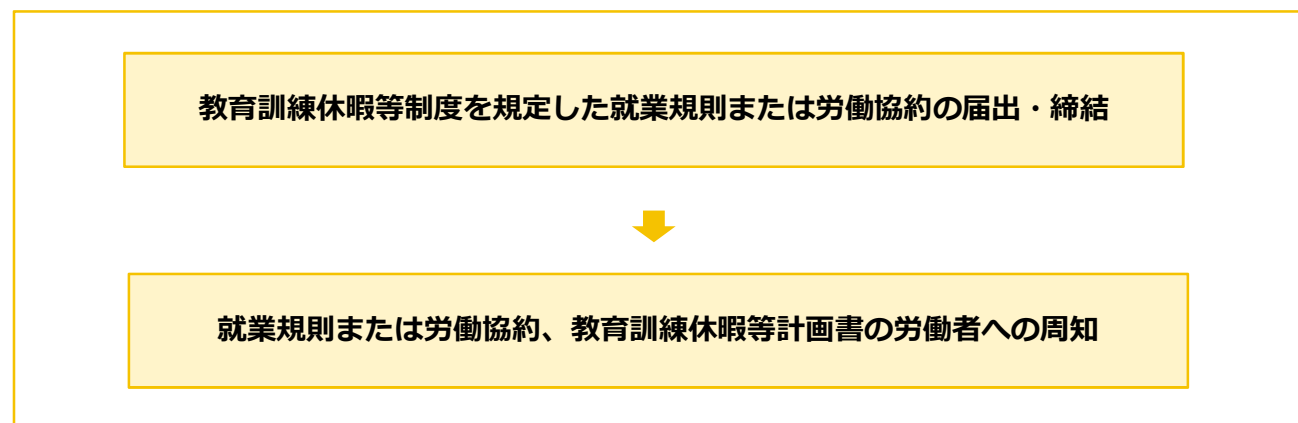 教育訓練休暇等制度を規定した就業規則または労働協約の届出・締結
就業規則または労働協約、教育訓練休暇等計画書の労働者への周知